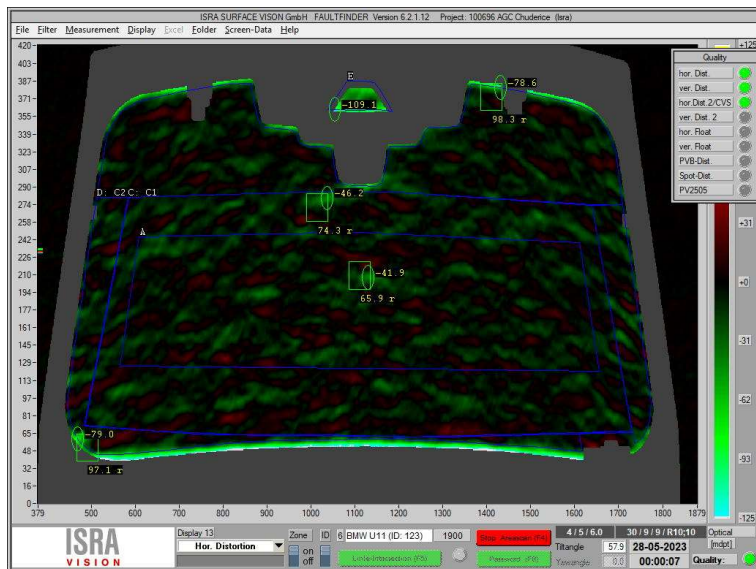 ISRA SURFACE VISON GmbH FAULTFINDER Version 6.2.1.12 Project: 100696 AGC Chuderice (Isra)
File Filter Measurement Display Excel Folder Screen-Data Help
420
403
387
371
355
339
323
307
290
274
258
242
226
210
194
177
161
145
129
113
97
81
64
48
32
16
0
379 500 600 700 800 900 1000 1100 1200 1300 1400 1500 1600 1700 1879
E
-109.1
-78.6
98.3 r
D: C2 C: C1
-46.2
74.3 r
A
-41.9
65.9 r
-79.0
97.1 r
+125
+31
+0
-31
-62
-93
-125
Quality
hor. Dist.
ver. Dist.
hor.Dist.2/CVS
ver. Dist. 2
hor. Float
ver. Float
PVB-Dist.
Spot-Dist.
PV2505
ISRA
VISION
Display 13
Hor. Distortion
Zone
on
off
ID
6 BMW U11 (ID: 123) 1900
Linie-Intersection (F5)
Stop Areascan (F4)
Password (F8)
4 / 5 / 6.0 30 / 9 / 9 / R10;10
Tiltangle 57.9 28-05-2023
Yawangle 0.0 00:00:07
Optical
[mdpt]
Quality: